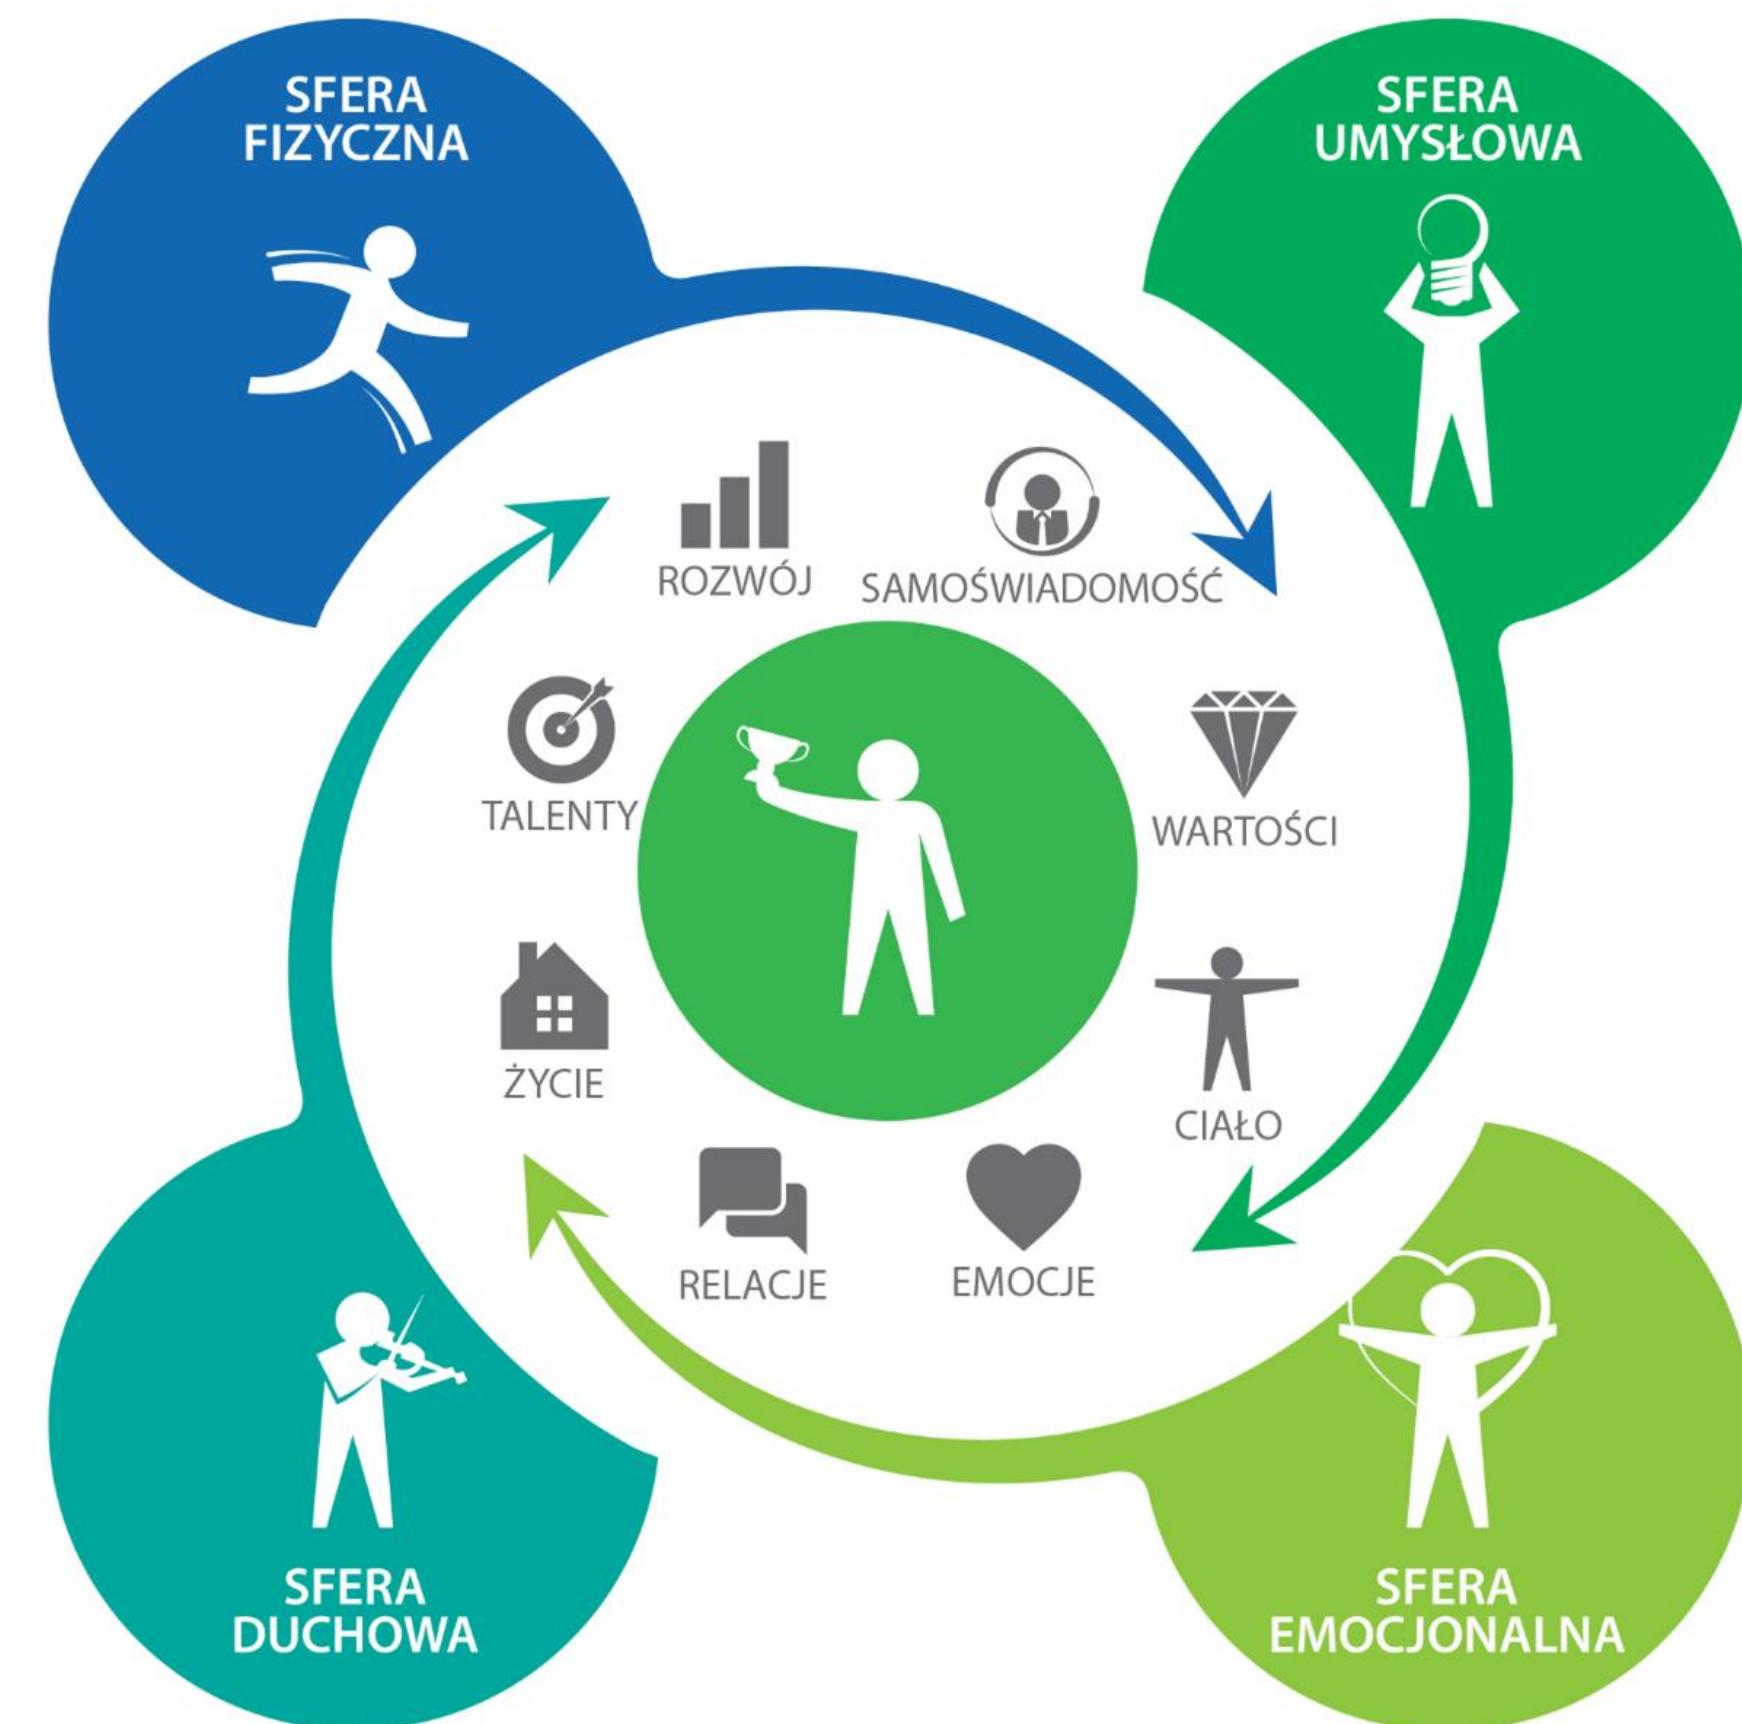 SFERA
FIZYCZNA
SFERA
UMYSŁOWA
ROZWÓJ
SAMOŚWIADOMOŚĆ
TALENTY
WARTOŚCI
ŻYCIE
CIAŁO
RELACJE
EMOCJE
SFERA
DUCHOWA
SFERA
EMOCJONALNA